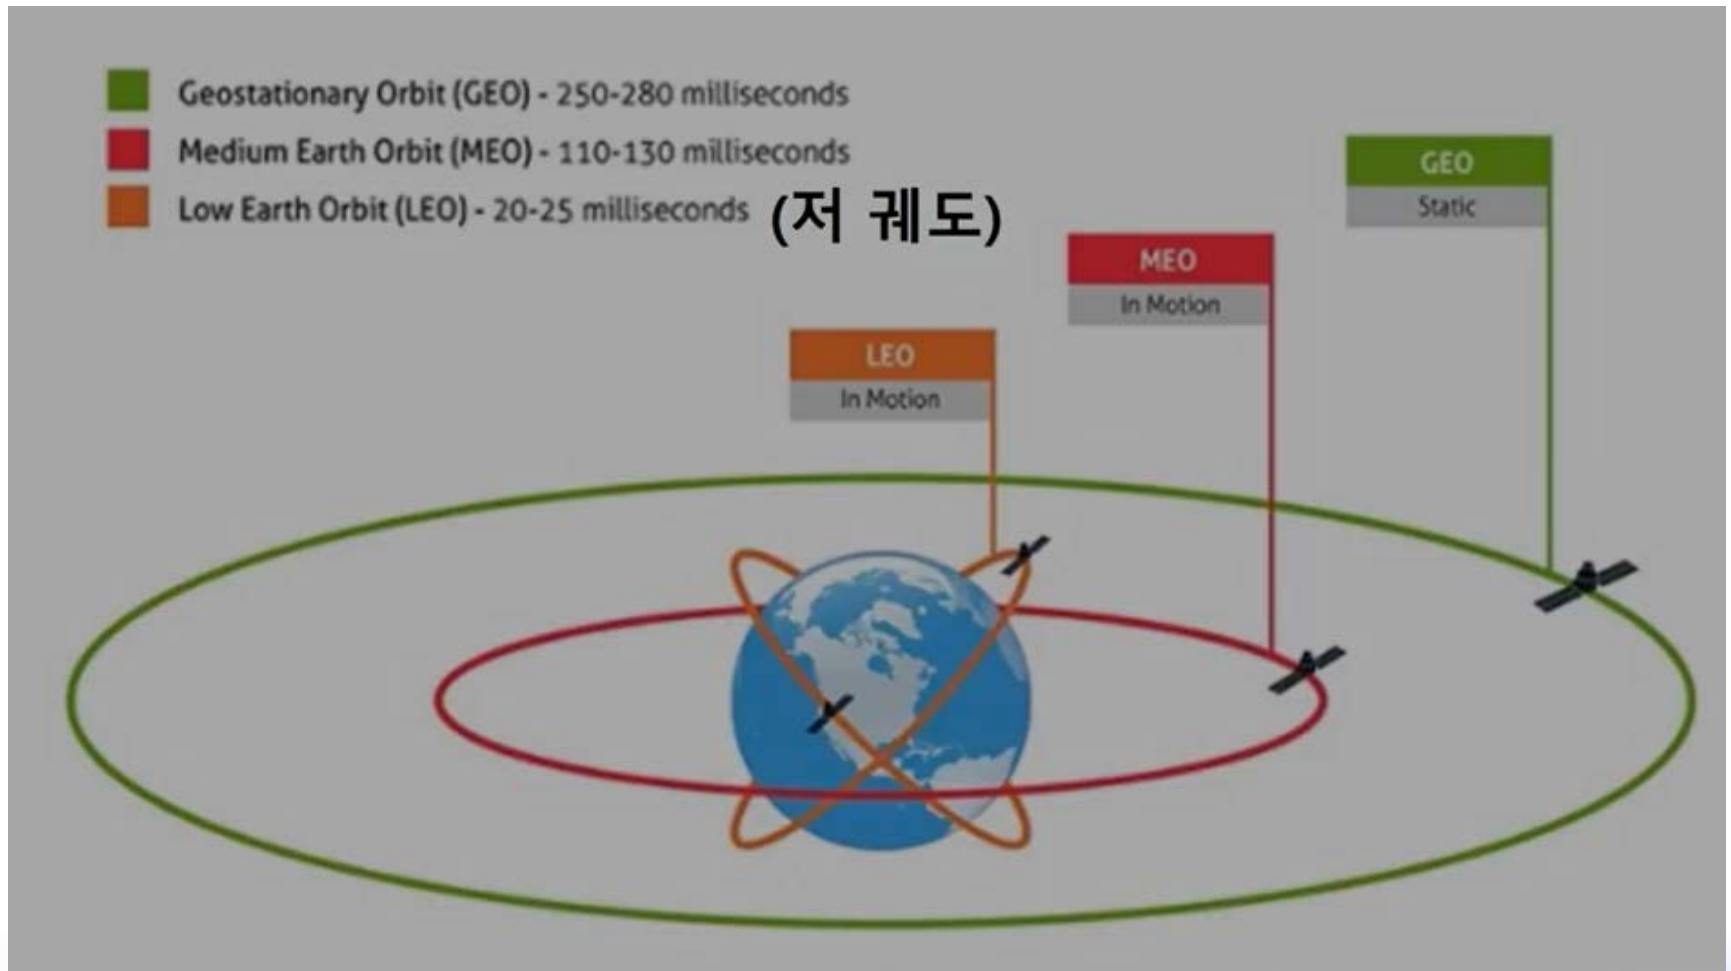 Geostationary Orbit (GEO) - 250-280 milliseconds
Medium Earth Orbit (MEO) - 110-130 milliseconds
Low Earth Orbit (LEO) - 20-25 milliseconds (저 궤도)
GEO
Static
MEO
In Motion
LEO
In Motion